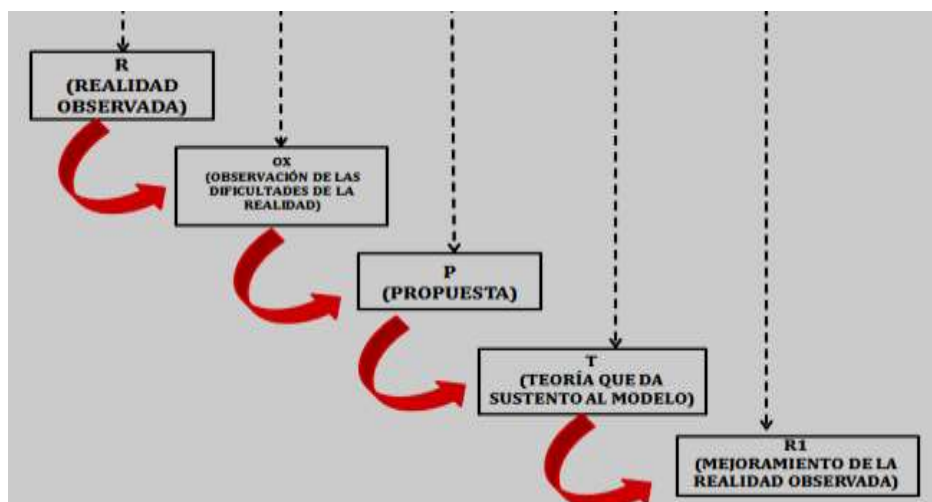 R
(REALIDAD
OBSERVADA)
OX
(OBSERVACIÓN DE LAS
DIFICULTADES DE LA
REALIDAD)
P
(PROPUESTA)
T
(TEORÍA QUE DA
SUSTENTO AL MODELO)
R1
(MEJORAMIENTO DE LA
REALIDAD OBSERVADA)